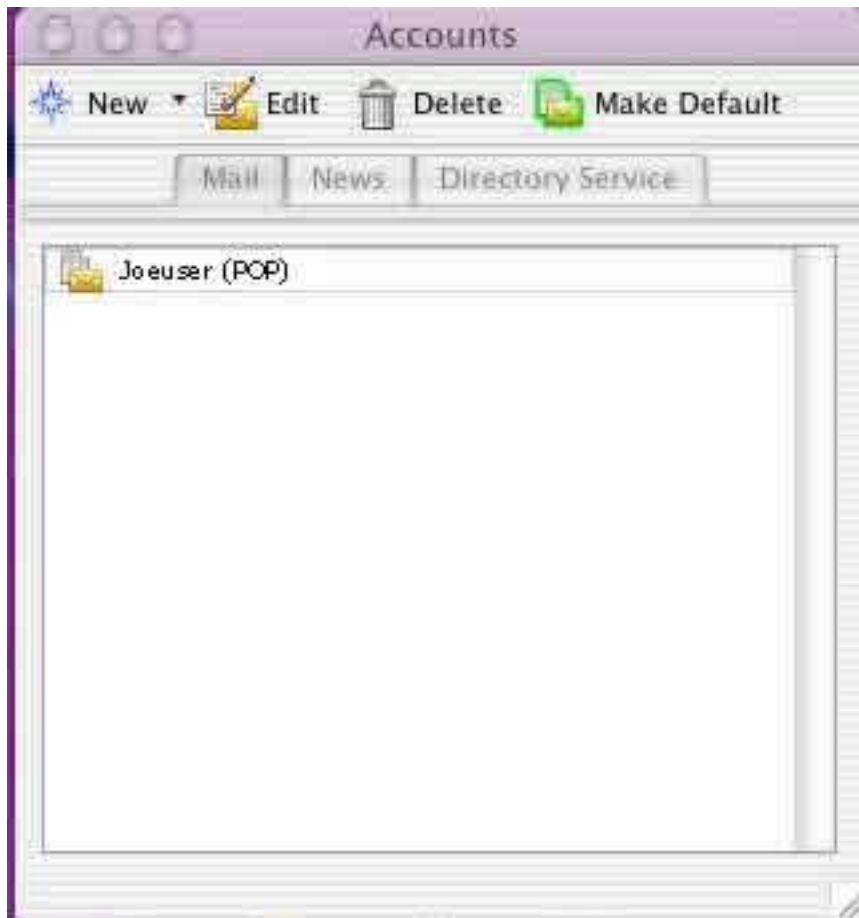 Accounts
New Edit Delete Make Default
Mail News Directory Service
Joeuser (POP)